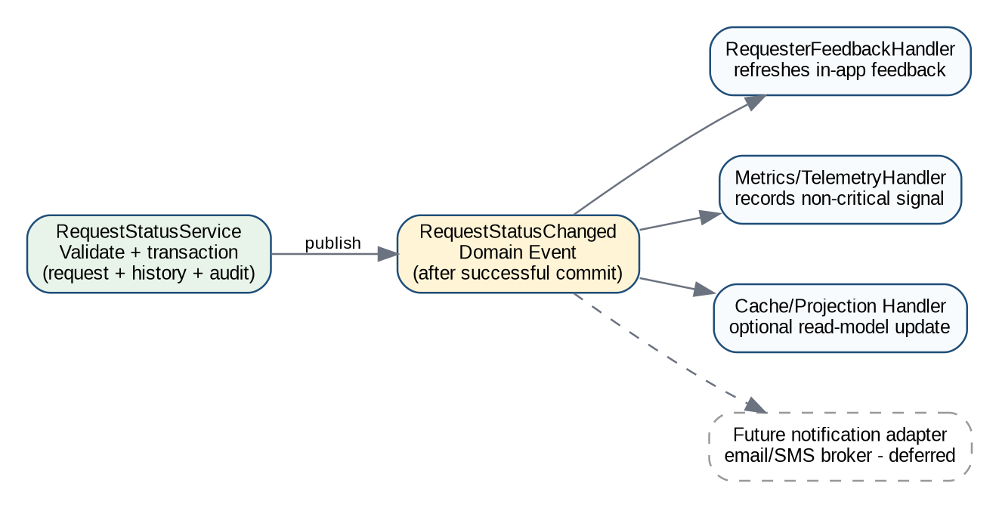 RequestStatusService
Validate + transaction
(request + history + audit)
publish
RequestStatusChanged
Domain Event
(after successful commit)
RequesterFeedbackHandler
refreshes in-app feedback
Metrics/TelemetryHandler
records non-critical signal
Cache/Projection Handler
optional read-model update
Future notification adapter
email/SMS broker - deferred